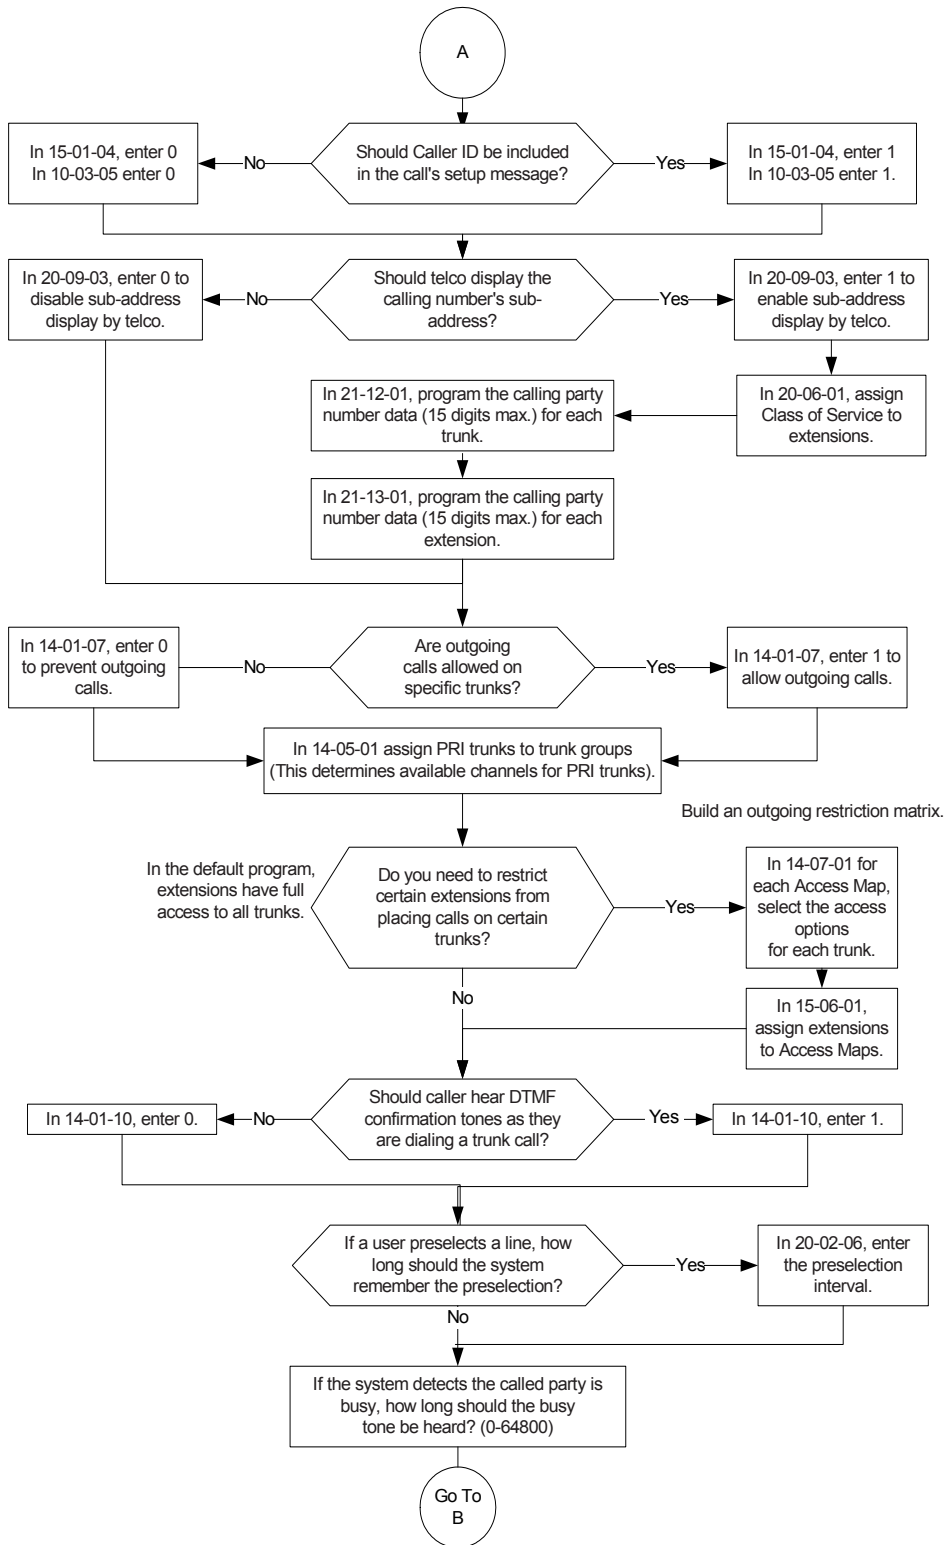 A
In 15-01-04, enter 0
In 10-03-05 enter 0
No
Should Caller ID be included
in the call's setup message?
Yes
In 15-01-04, enter 1
In 10-03-05 enter 1.
In 20-09-03, enter 0 to
disable sub-address
display by telco.
No
Should telco display the
calling number's sub-
address?
Yes
In 20-09-03, enter 1 to
enable sub-address
display by telco.
In 20-06-01, assign
Class of Service to
extensions.
In 21-12-01, program the calling party
number data (15 digits max.) for each
trunk.
In 21-13-01, program the calling party
number data (15 digits max.) for each
extension.
In 14-01-07, enter 0
to prevent outgoing
calls.
No
Are outgoing
calls allowed on
specific trunks?
Yes
In 14-01-07, enter 1 to
allow outgoing calls.
In 14-05-01 assign PRI trunks to trunk groups
(This determines available channels for PRI trunks).
Build an outgoing restriction matrix.
In the default program,
extensions have full
access to all trunks.
Do you need to restrict
certain extensions from
placing calls on certain
trunks?
Yes
In 14-07-01 for
each Access Map,
select the access
options
for each trunk.
No
In 15-06-01,
assign extensions
to Access Maps.
In 14-01-10, enter 0.
No
Should caller hear DTMF
confirmation tones as they
are dialing a trunk call?
Yes
In 14-01-10, enter 1.
If a user preselects a line, how
long should the system
remember the preselection?
Yes
In 20-02-06, enter
the preselection
interval.
No
If the system detects the called party is
busy, how long should the busy
tone be heard? (0-64800)
Go To
B